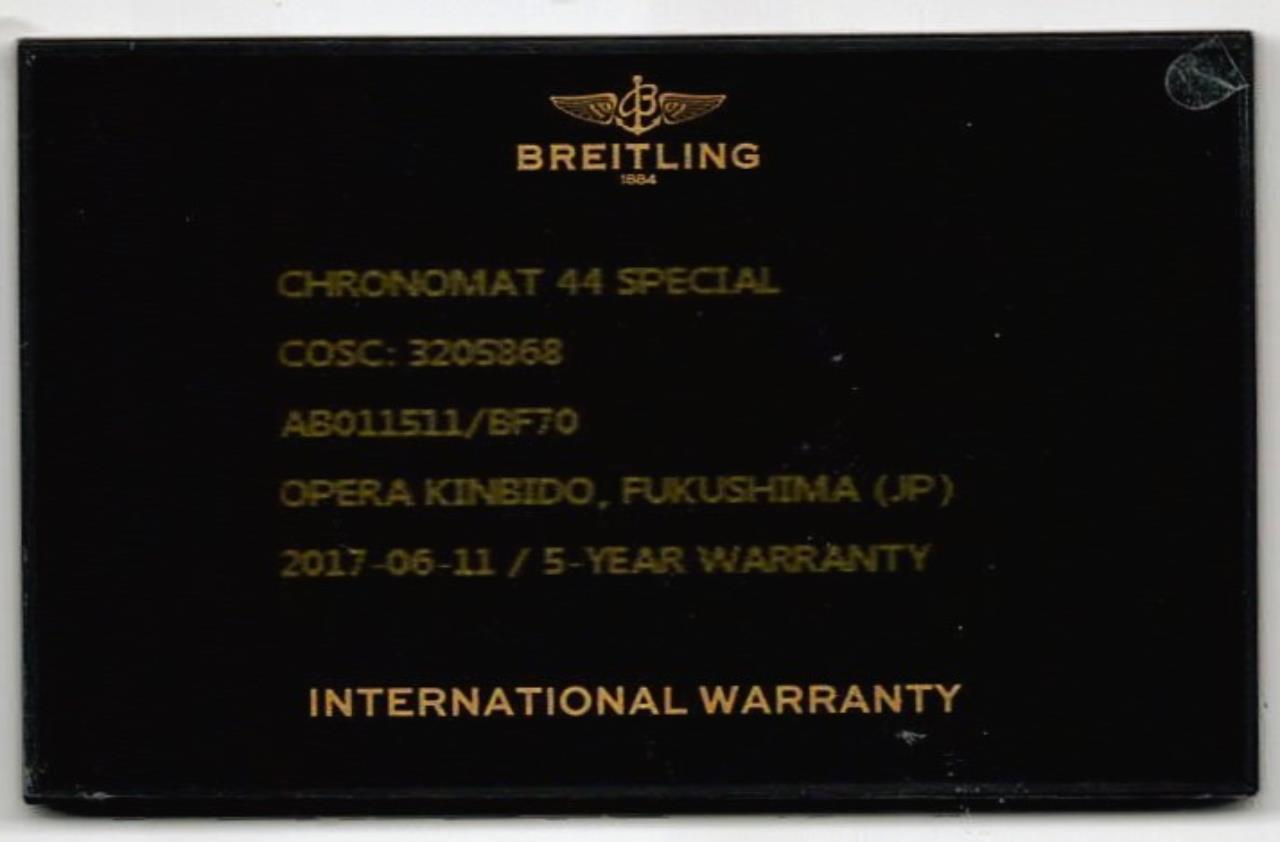 BREITLING
1884
CHRONOMAT 44 SPECIAL
COSC: 3205868
AB011511/BF70
OPERA KINBIDO, FUKUSHIMA (JP)
2017-06-11 / 5-YEAR WARRANTY
INTERNATIONAL WARRANTY